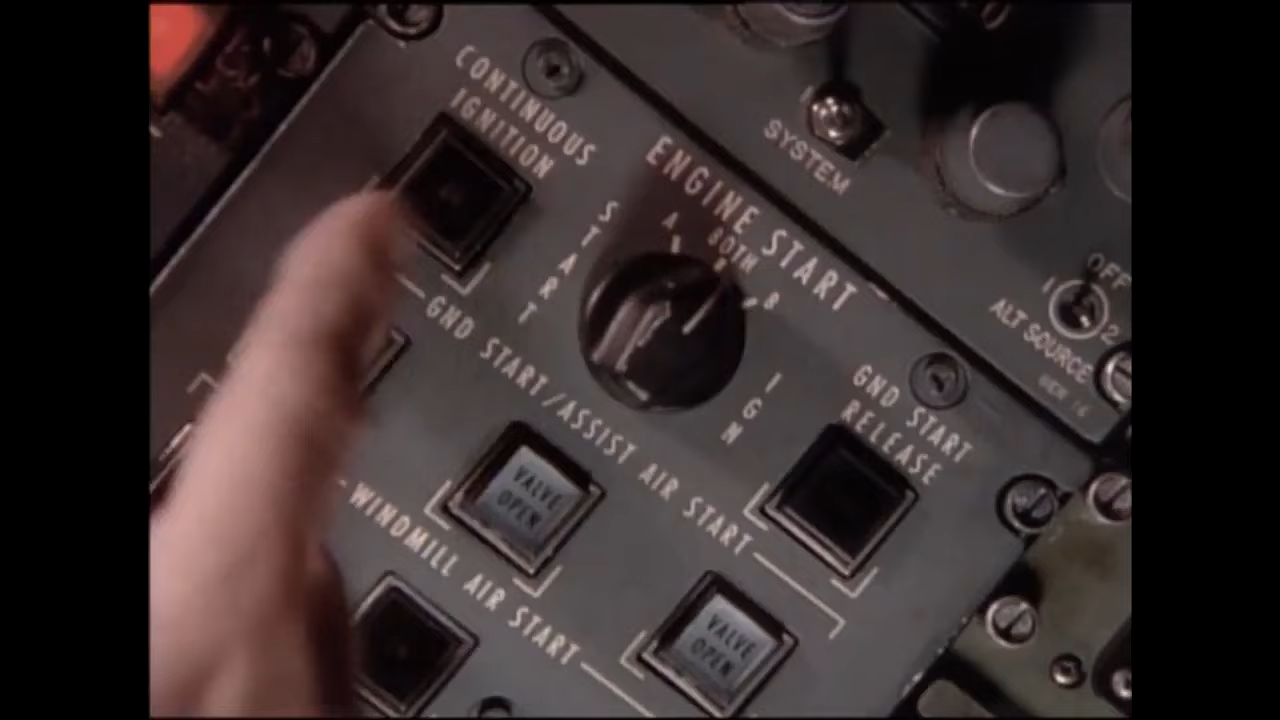 CONTINUOUS
IGNITION
ENGINE START
SYSTEM
A BOTH B
START
IGN
OFF
1
2
ALT SOURCE
GND START
RELEASE
GND START/ASSIST AIR START
VALVE
OPEN
WINDMILL AIR START
VALVE
OPEN